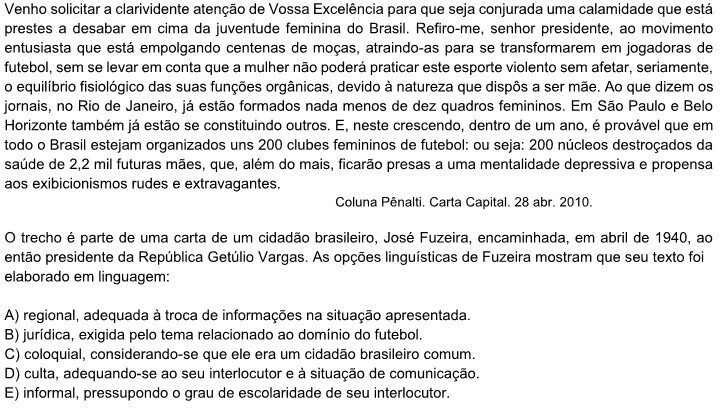 Venho solicitar a clarividente atenção de Vossa Excelência para que seja conjurada uma calamidade que está
prestes a desabar em cima da juventude feminina do Brasil. Refiro-me, senhor presidente, ao movimento
entusiasta que está empolgando centenas de moças, atraindo-as para se transformarem em jogadoras de
futebol, sem se levar em conta que a mulher não poderá praticar este esporte violento sem afetar, seriamente,
o equilíbrio fisiológico das suas funções orgânicas, devido à natureza que dispôs a ser mãe. Ao que dizem os
jornais, no Rio de Janeiro, já estão formados nada menos de dez quadros femininos. Em São Paulo e Belo
Horizonte também já estão se constituindo outros. E, neste crescendo, dentro de um ano, é provável que em
todo o Brasil estejam organizados uns 200 clubes femininos de futebol: ou seja: 200 núcleos destroçados da
saúde de 2,2 mil futuras mães, que, além do mais, ficarão presas a uma mentalidade depressiva e propensa
aos exibicionismos rudes e extravagantes.
Coluna Pênalti. Carta Capital. 28 abr. 2010.
O trecho é parte de uma carta de um cidadão brasileiro, José Fuzeira, encaminhada, em abril de 1940, ao
então presidente da República Getúlio Vargas. As opções linguísticas de Fuzeira mostram que seu texto foi
elaborado em linguagem:
A) regional, adequada à troca de informações na situação apresentada.
B) jurídica, exigida pelo tema relacionado ao domínio do futebol.
C) coloquial, considerando-se que ele era um cidadão brasileiro comum.
D) culta, adequando-se ao seu interlocutor e à situação de comunicação.
E) informal, pressupondo o grau de escolaridade de seu interlocutor.